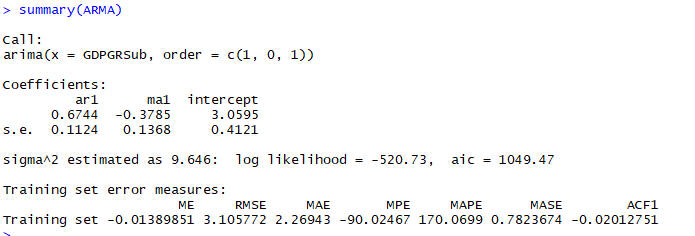 > summary(ARMA)
Call:
arima(x = GDPGRSub, order = c(1, 0, 1))
Coefficients:
         ar1      ma1  intercept
      0.6744  -0.3785     3.0595
s.e.  0.1124   0.1368     0.4121
sigma^2 estimated as 9.646:  log likelihood = -520.73,  aic = 1049.47
Training set error measures:
                      ME     RMSE     MAE       MPE     MAPE      MASE        ACF1
Training set -0.01389851 3.105772 2.26943 -90.02467 170.0699 0.7823674 -0.02012751
>